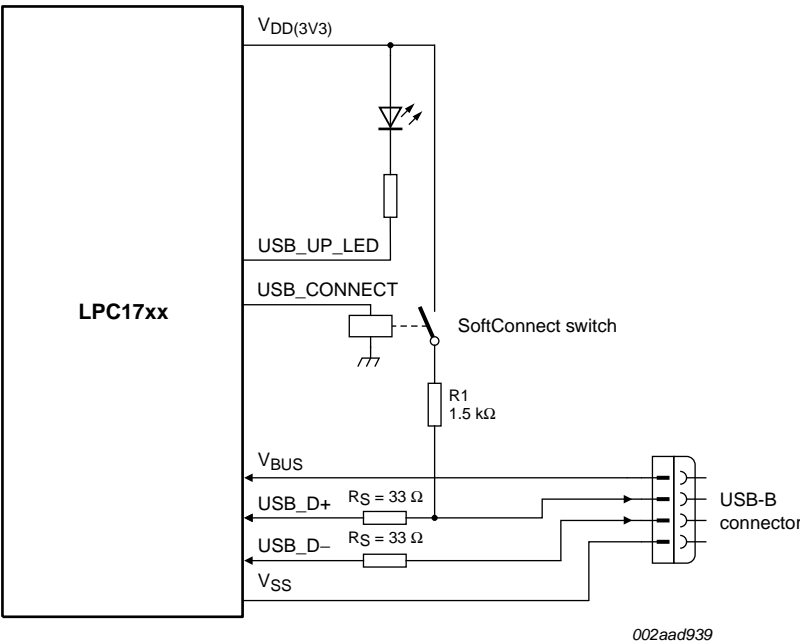 VDD(3V3)
USB_UP_LED
USB_CONNECT
LPC17xx
SoftConnect switch
R1
1.5 kΩ
VBUS
USB_D+
RS = 33 Ω
USB-B
connector
USB_D−
RS = 33 Ω
VSS
002aad939